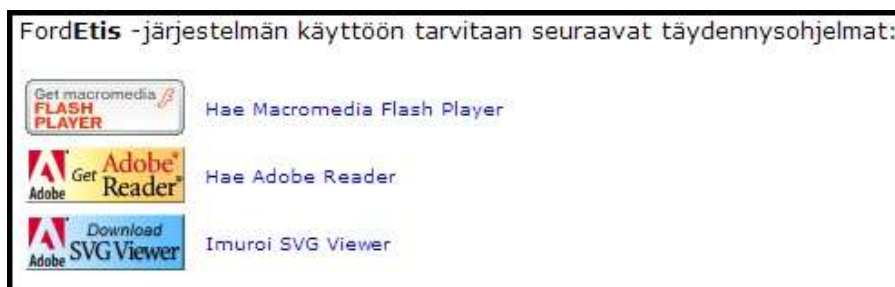 FordEtis -järjestelmän käyttöön tarvitaan seuraavat täydennysohjelmat:
Get macromedia
FLASH
PLAYER
Hae Macromedia Flash Player
Adobe
Get Adobe®
Reader®
Hae Adobe Reader
Adobe
Download
SVG Viewer
Imuroi SVG Viewer